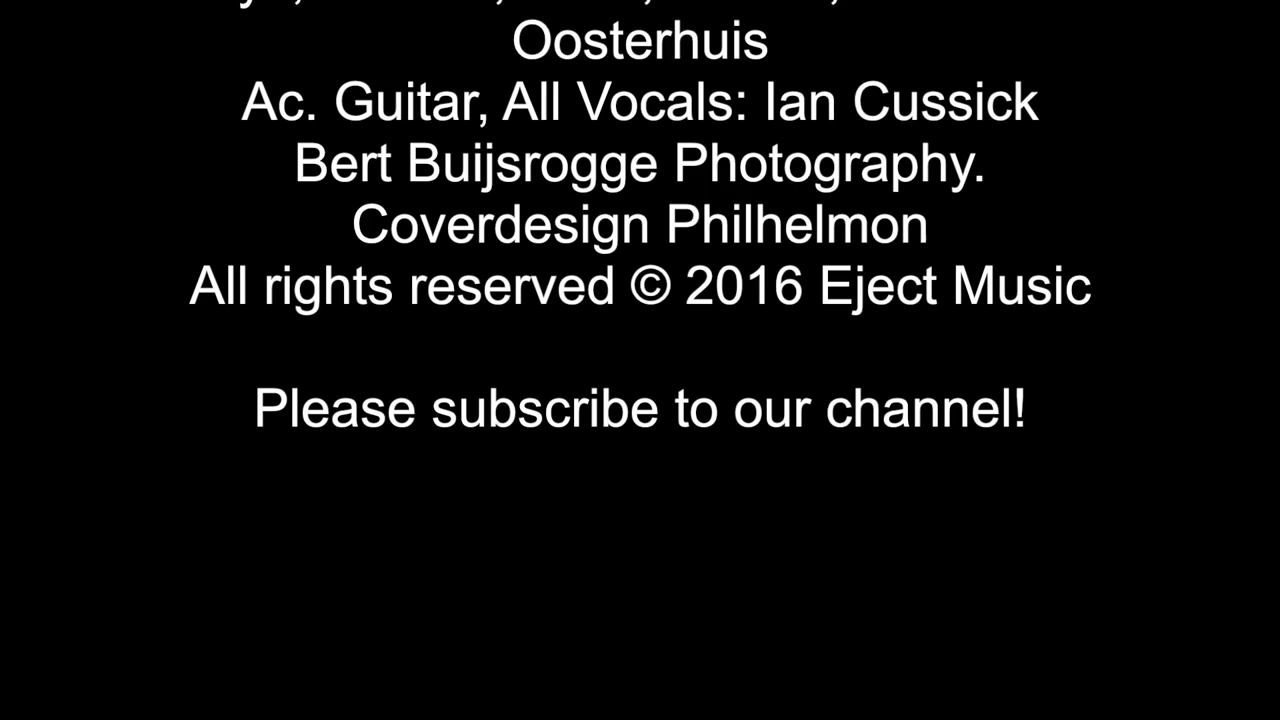 Oosterhuis
Ac. Guitar, All Vocals: Ian Cussick
Bert Buijsrogge Photography.
Coverdesign Philhelmon
All rights reserved © 2016 Eject Music
Please subscribe to our channel!